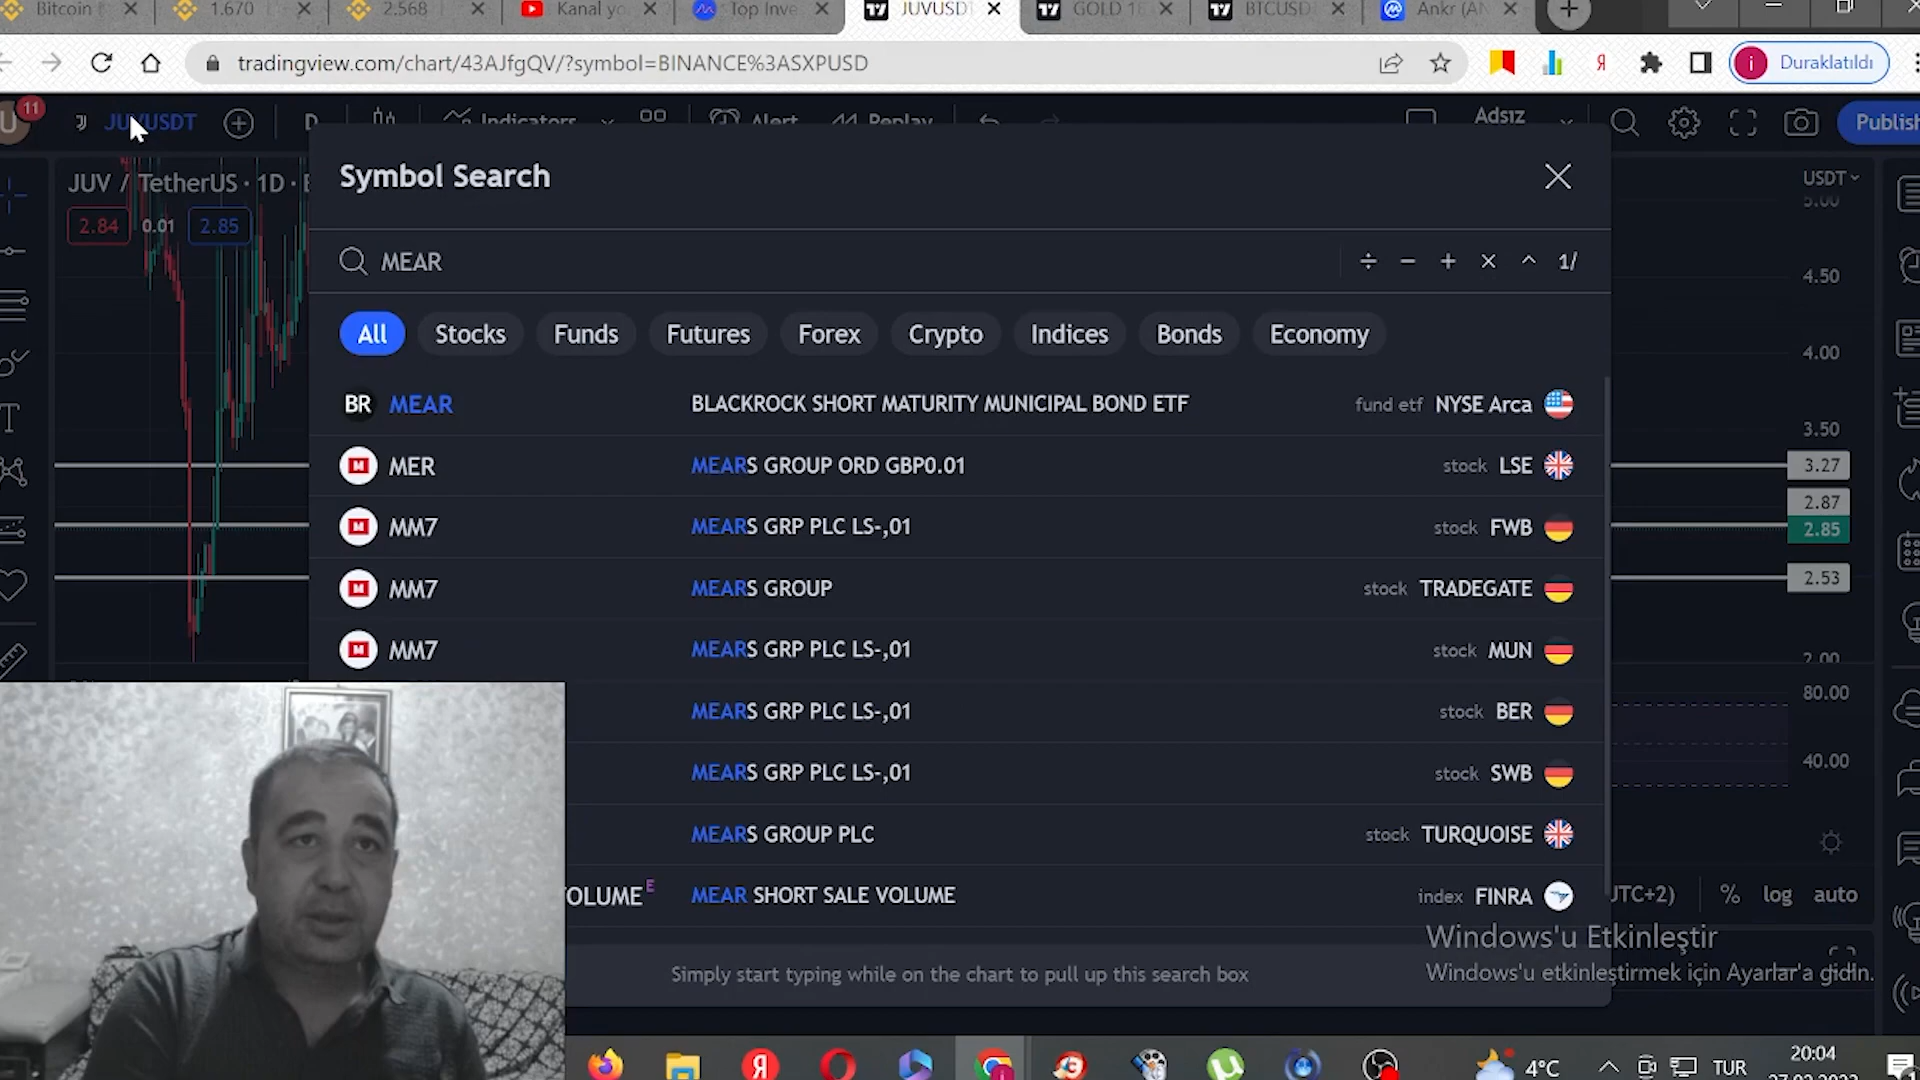 Bitcoin
1.670
2.568
Kanal yo
Top Inve
JUVUSDT
GOLD 18
BTCUSD
Ankr (AN
tradingview.com/chart/43AJfgQV/?symbol=BINANCE%3ASXPUSD
Duraklatıldı
11
U
JUVUSDT
D
Indicators
Alert
Replay
Adsız
Publish
JUV / TetherUS · 1D ·
2.84
0.01
2.85
Symbol Search
MEAR
÷ − + × ^ 1/
All
Stocks
Funds
Futures
Forex
Crypto
Indices
Bonds
Economy
BR MEAR BLACKROCK SHORT MATURITY MUNICIPAL BOND ETF fund etf NYSE Arca
MER MEARS GROUP ORD GBP0.01 stock LSE
MM7 MEARS GRP PLC LS-,01 stock FWB
MM7 MEARS GROUP stock TRADEGATE
MM7 MEARS GRP PLC LS-,01 stock MUN
MEARS GRP PLC LS-,01 stock BER
MEARS GRP PLC LS-,01 stock SWB
MEARS GROUP PLC stock TURQUOISE
OLUME E MEAR SHORT SALE VOLUME index FINRA
Simply start typing while on the chart to pull up this search box
USDT
5.00
4.50
4.00
3.50
3.27
2.87
2.85
2.53
2.00
80.00
40.00
UTC+2)
%
log
auto
Windows'u Etkinleştir
Windows'u etkinleştirmek için Ayarlar'a gidin.
4°C
TUR
20:04